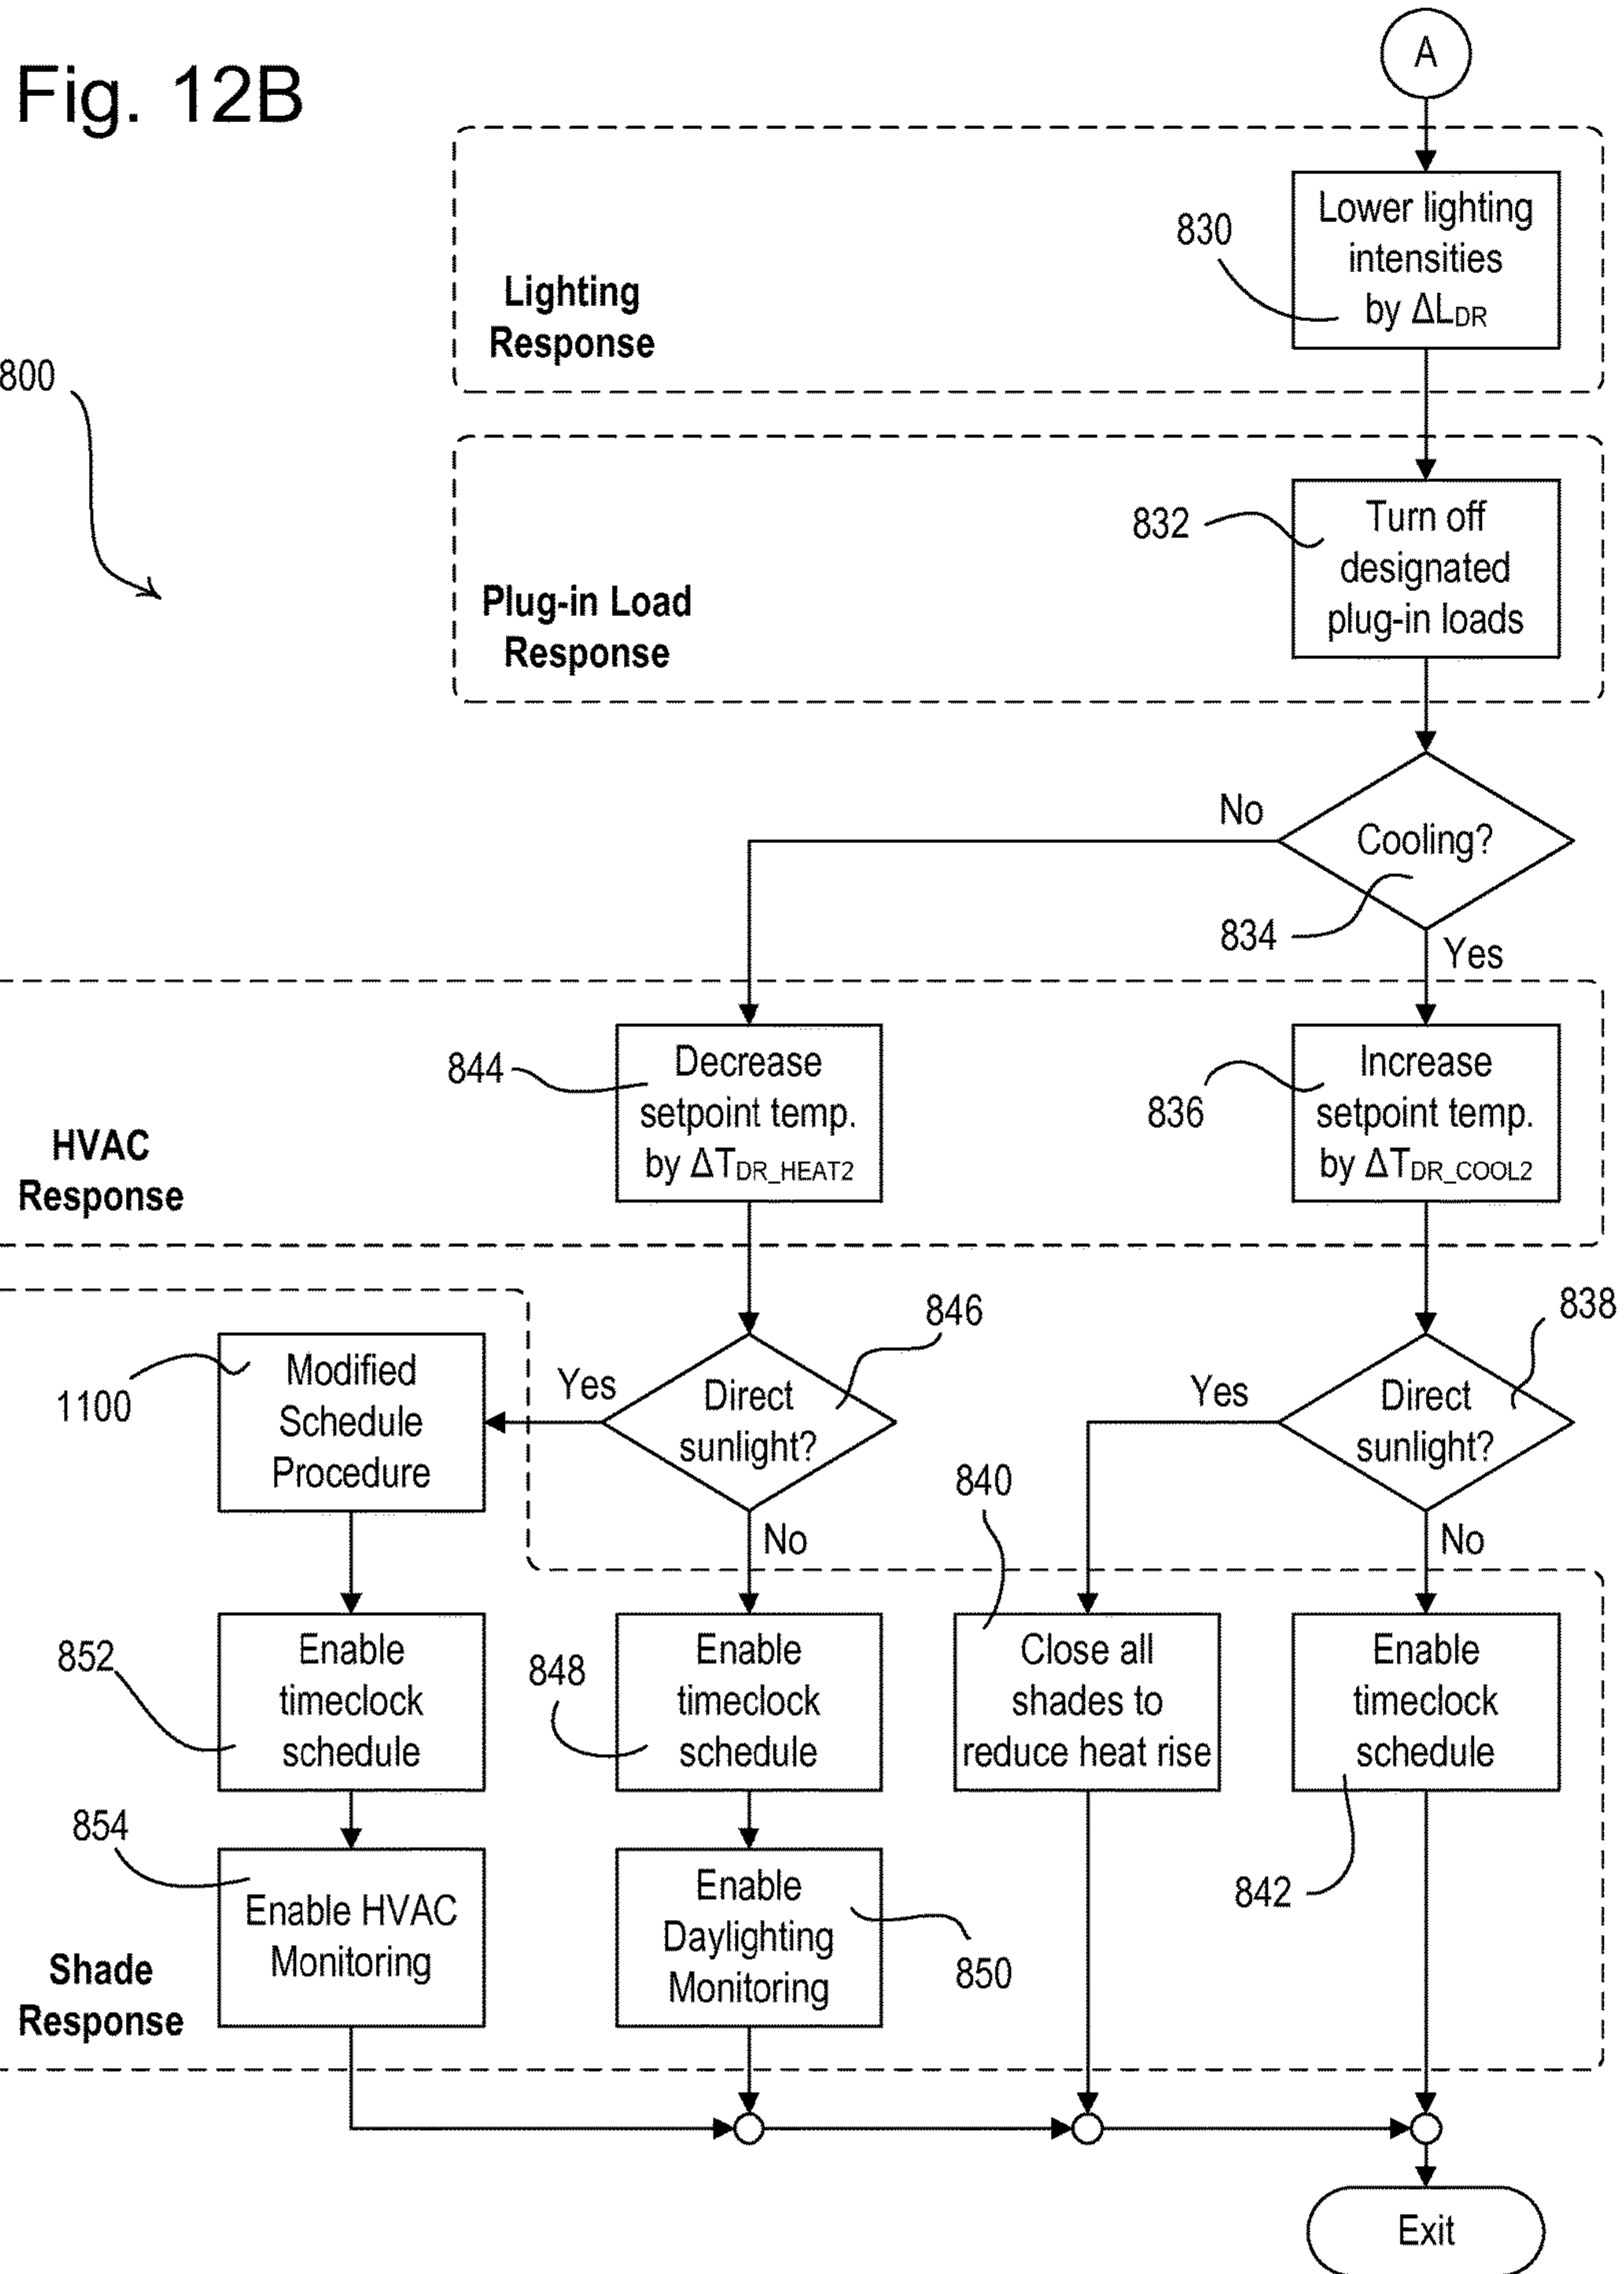 Fig. 12B
A
Lower lighting
intensities
by ΔLDR
830
Lighting
Response
800
Turn off
designated
plug-in loads
832
Plug-in Load
Response
Cooling?
No
834
Yes
Decrease
setpoint temp.
by ΔTDR_HEAT2
844
Increase
setpoint temp.
by ΔTDR_COOL2
836
HVAC
Response
Modified
Schedule
Procedure
1100
Yes
Direct
sunlight?
846
No
Yes
Direct
sunlight?
838
No
840
Enable
timeclock
schedule
852
Enable
timeclock
schedule
848
Close all
shades to
reduce heat rise
Enable
timeclock
schedule
842
854
Enable HVAC
Monitoring
Enable
Daylighting
Monitoring
850
Shade
Response
Exit